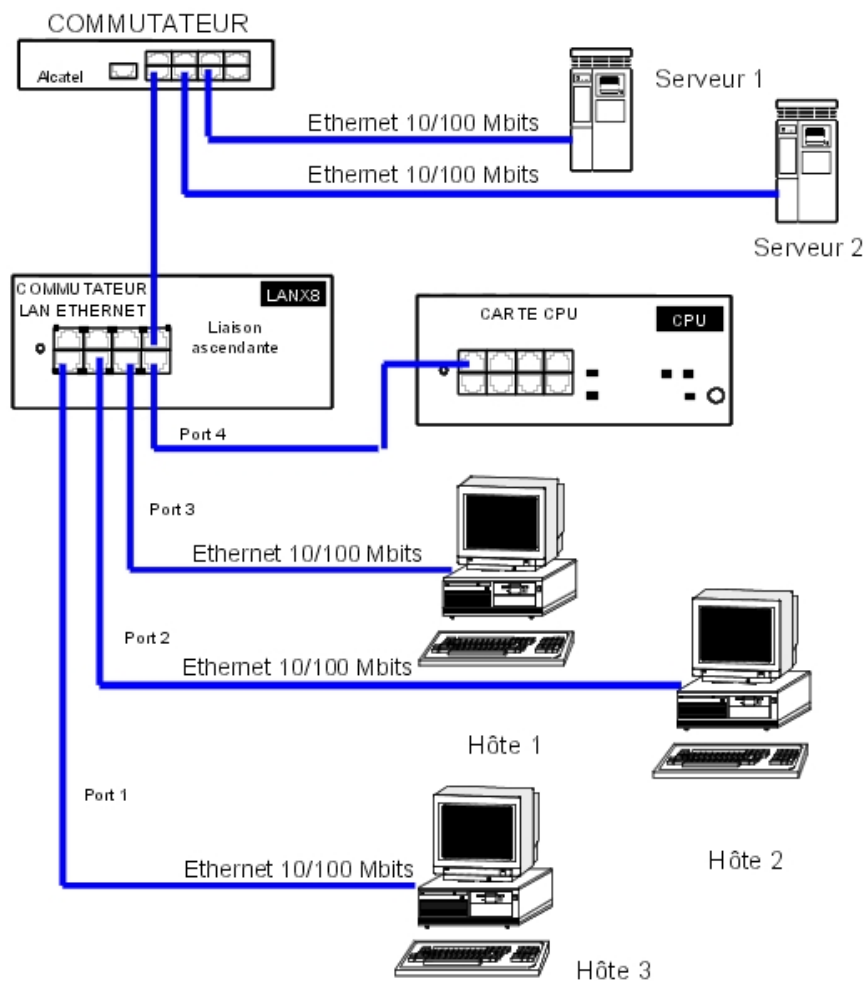 COMMUTATEUR
Alcatel
Serveur 1
Ethernet 10/100 Mbits
Ethernet 10/100 Mbits
Serveur 2
COMMUTATEUR
LAN ETHERNET
LANX8
Liaison
ascendante
CARTE CPU
CPU
Port 4
Port 3
Ethernet 10/100 Mbits
Port 2
Ethernet 10/100 Mbits
Hôte 1
Port 1
Ethernet 10/100 Mbits
Hôte 2
Hôte 3